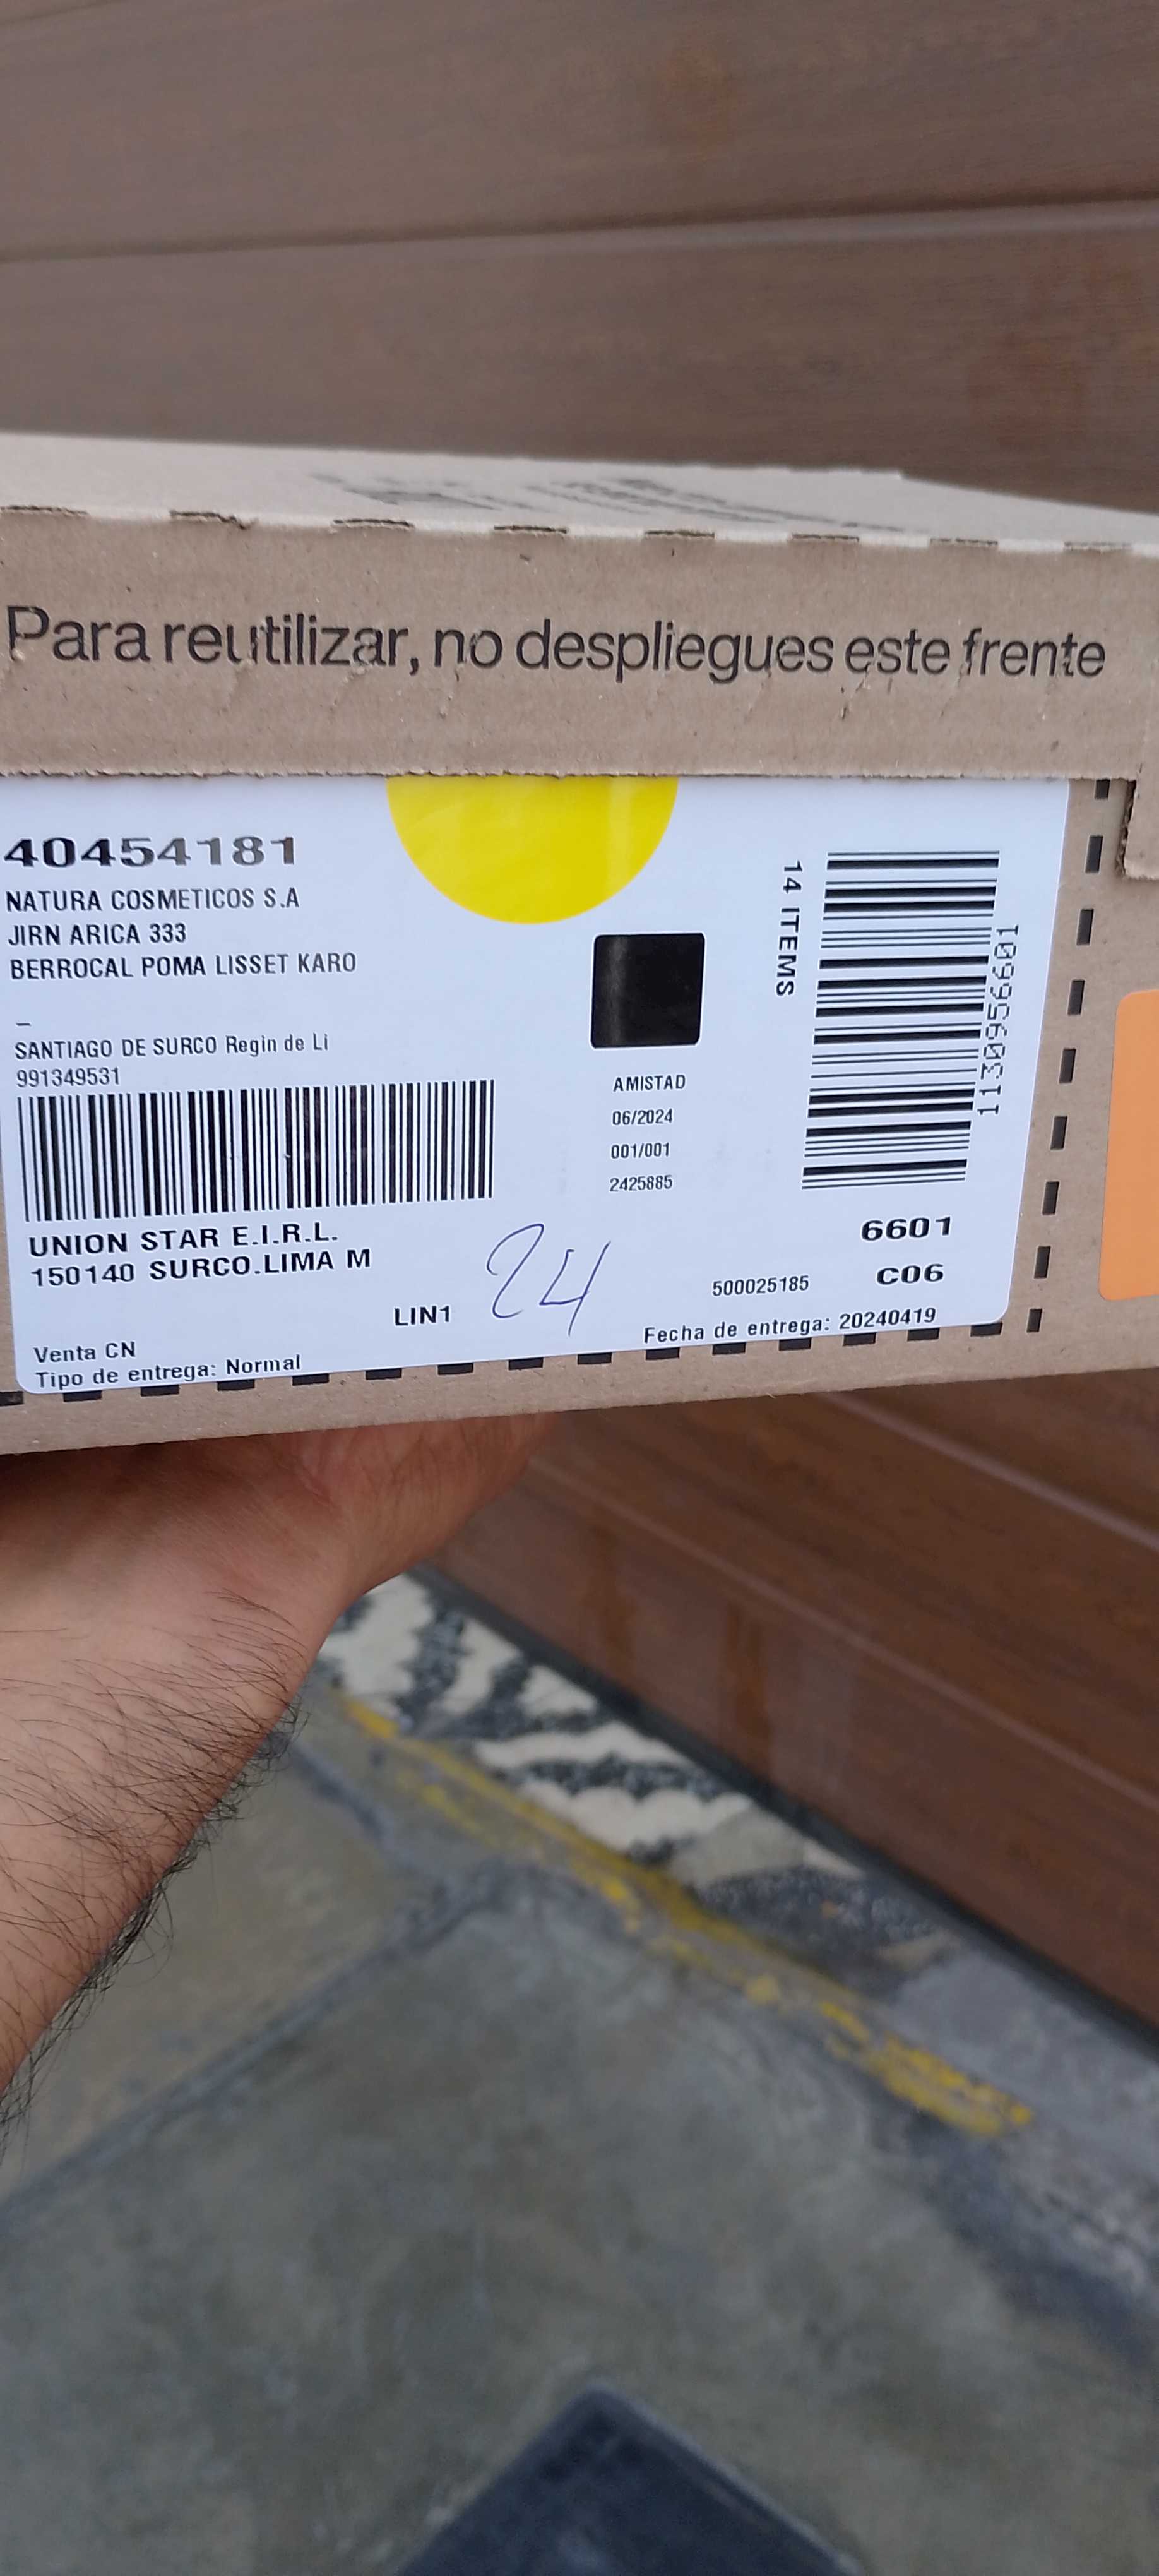 Para reutilizar, no despliegues este frente
40454181
NATURA COSMETICOS S.A
JIRN ARICA 333
BERROCAL POMA LISSET KARO
–
SANTIAGO DE SURCO Regin de Li
991349531
UNION STAR E.I.R.L.
150140 SURCO.LIMA M
LIN1
24
Venta CN
Tipo de entrega: Normal
AMISTAD
06/2024
001/001
2425885
14 ITEMS
1130956601
6601
500025185
C06
Fecha de entrega: 20240419